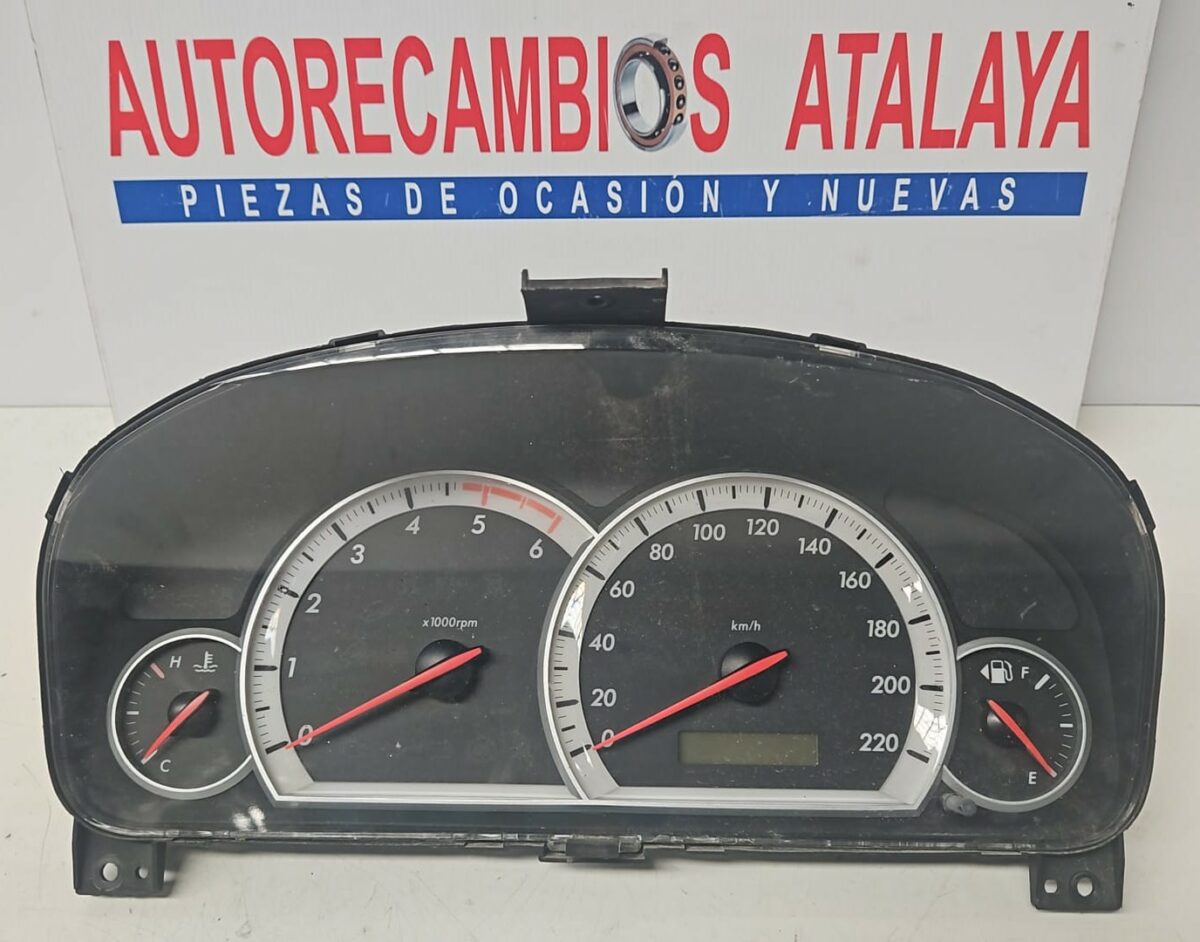 AUTORECAMBIOS ATALAYA
PIEZAS DE OCASIÓN Y NUEVAS
0 1 2 3 4 5 6
x1000rpm
0 20 40 60 80 100 120 140 160 180 200 220
km/h
H
C
F
E